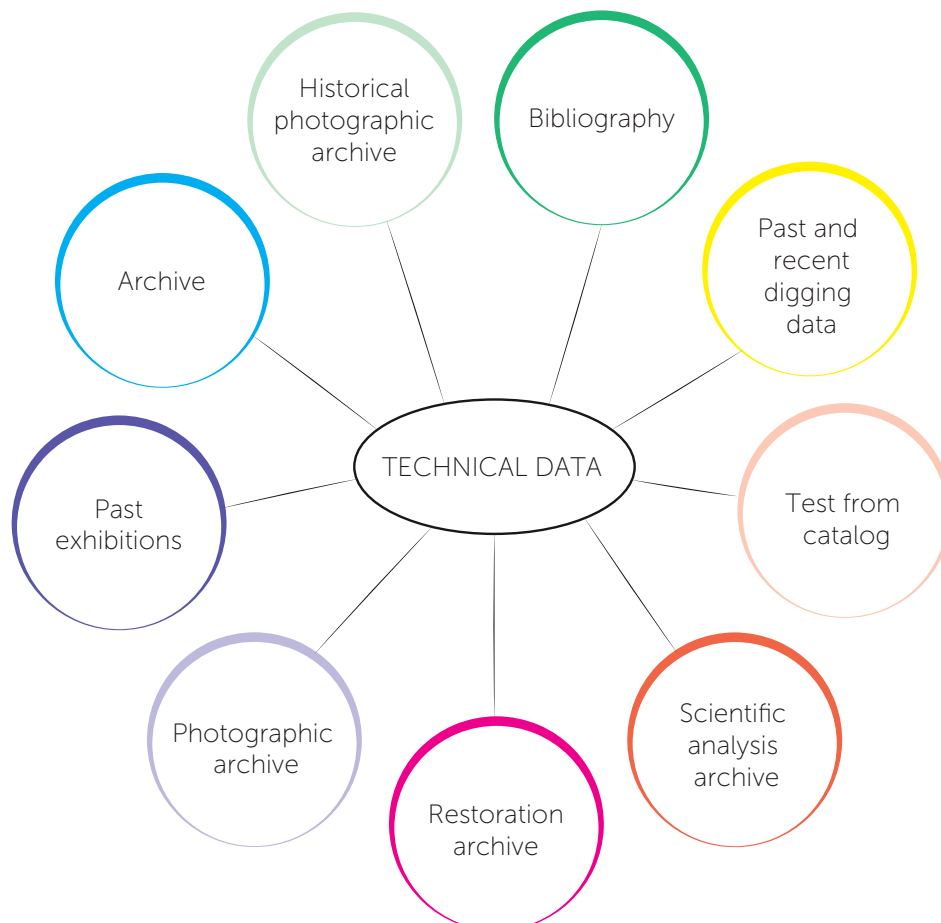 Historical
photographic
archive
Bibliography
Past and
recent
digging
data
Archive
TECHNICAL DATA
Past
exhibitions
Test from
catalog
Photographic
archive
Scientific
analysis
archive
Restoration
archive